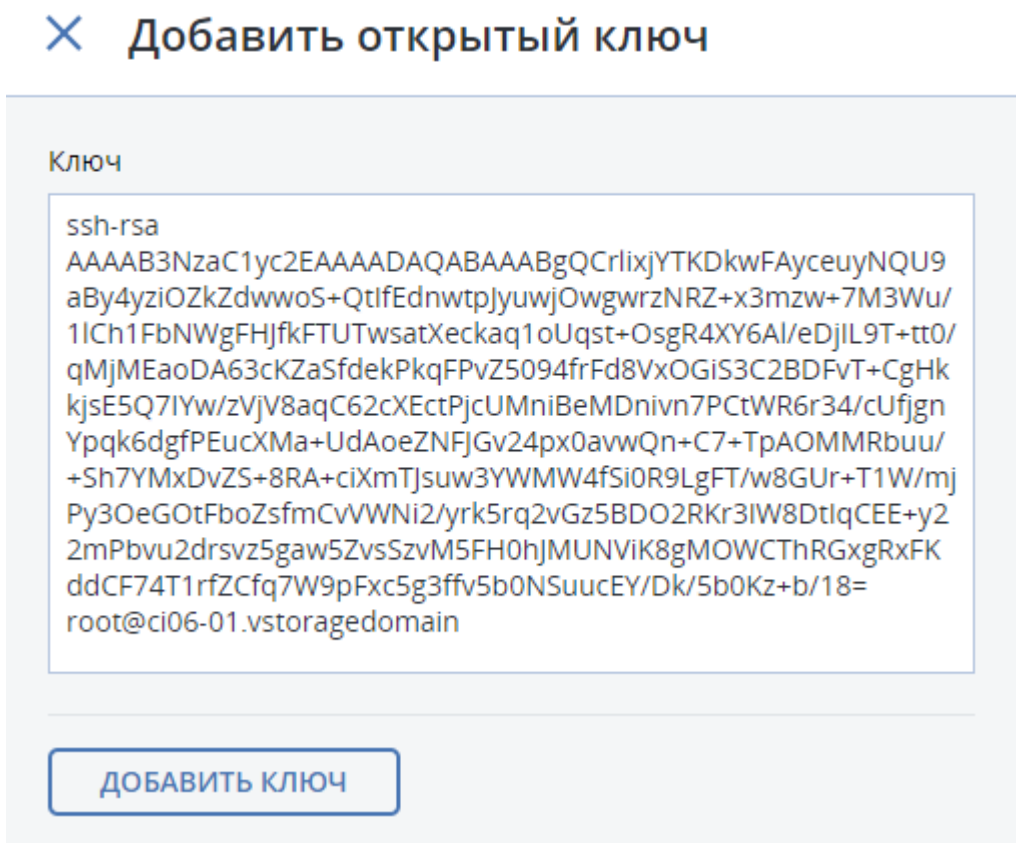 Добавить открытый ключ
Ключ
ssh-rsa
AAAAB3NzaC1yc2EAAAADAQABAAABgQCrlixjYTKDkwFAyceuyNQU9
aBy4yziOZkZdwwoS+QtIfEdnwtpJyuwjOwgwrzNRZ+x3mzw+7M3Wu/
1lCh1FbNWgFHJfkFTUTwsatXeckaq1oUqst+OsgR4XY6Al/eDjIL9T+tt0/
qMjMEaoDA63cKZaSfdekPkqFPvZ5094frFd8VxOGiS3C2BDFvT+CgHk
kjsE5Q7IYw/zVjV8aqC62cXEctPjcUMniBeMDnivn7PCtWR6r34/cUfjgn
Ypqk6dgfPEucXMa+UdAoeZNFJGv24px0avwQn+C7+TpAOMMRbuu/
+Sh7YMxDvZS+8RA+ciXmTJsuw3YWMW4fSi0R9LgFT/w8GUr+T1W/mj
Py3OeGOtFboZsfmCvVWNi2/yrk5rq2vGz5BDO2RKr3IW8DtIqCEE+y2
2mPbvu2drsvz5gaw5ZvsSzvM5FH0hJMUNViK8gMOWCThRGxgRxFK
ddCF74T1rfZCfq7W9pFxc5g3ffv5b0NSuucEY/Dk/5b0Kz+b/18=
root@ci06-01.vstoragedomain
ДОБАВИТЬ КЛЮЧ